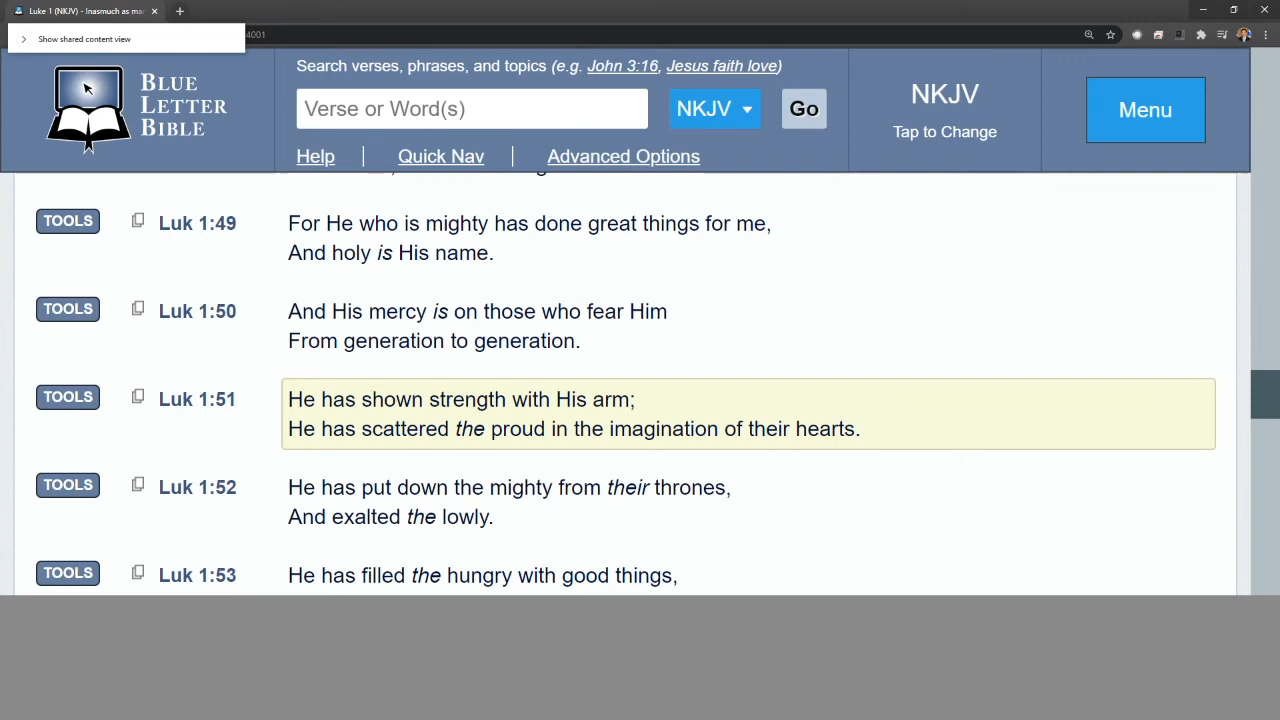 Luke 1 (NKJV) - Inasmuch as ma
Show shared content view
4001
BLUE
LETTER
BIBLE
Search verses, phrases, and topics (e.g. John 3:16, Jesus faith love)
Verse or Word(s)
NKJV
Go
Help
Quick Nav
Advanced Options
NKJV
Tap to Change
Menu
TOOLS Luk 1:49 For He who is mighty has done great things for me,
And holy is His name.
TOOLS Luk 1:50 And His mercy is on those who fear Him
From generation to generation.
TOOLS Luk 1:51 He has shown strength with His arm;
He has scattered the proud in the imagination of their hearts.
TOOLS Luk 1:52 He has put down the mighty from their thrones,
And exalted the lowly.
TOOLS Luk 1:53 He has filled the hungry with good things,